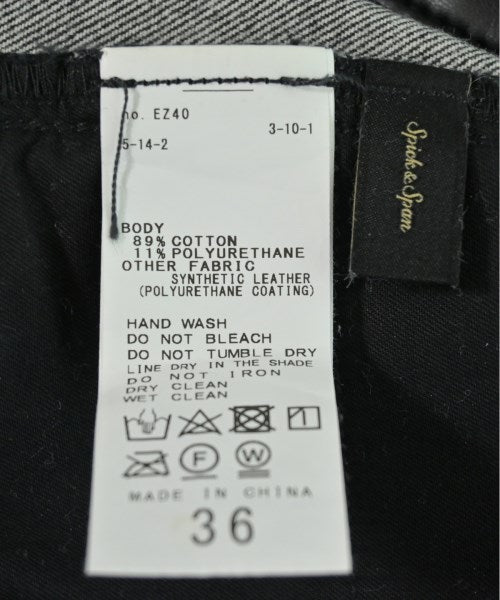 no. EZ40
3-10-1
5-14-2
BODY
89% COTTON
11% POLYURETHANE
OTHER FABRIC
SYNTHETIC LEATHER
(POLYURETHANE COATING)
HAND WASH
DO NOT BLEACH
DO NOT TUMBLE DRY
LINE DRY IN THE SHADE
DO NOT IRON
DRY CLEAN
WET CLEAN
F W
MADE IN CHINA
36
Spick & Span